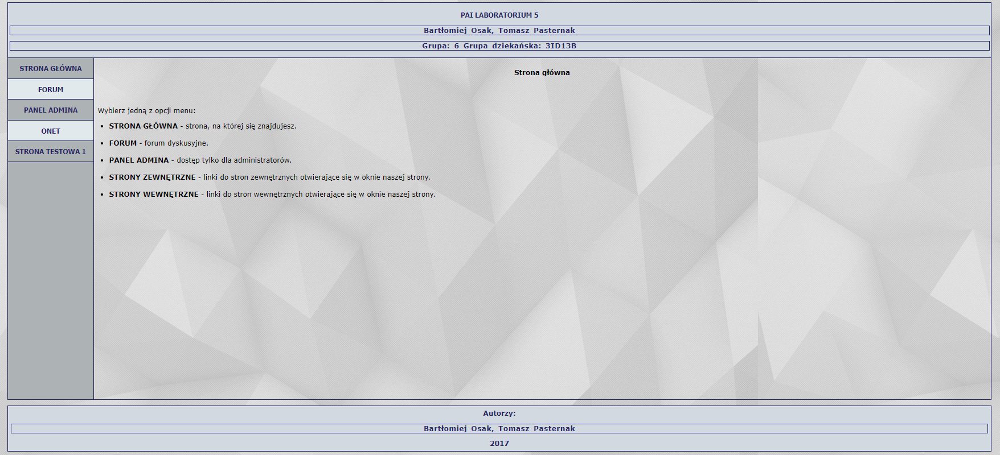 PAI LABORATORIUM 5
Bartłomiej Osak, Tomasz Pasternak
Grupa: 6 Grupa dziekańska: 3ID13B
STRONA GŁÓWNA
FORUM
PANEL ADMINA
ONET
STRONA TESTOWA 1
Strona główna
Wybierz jedną z opcji menu:
• STRONA GŁÓWNA - strona, na której się znajdujesz.
• FORUM - forum dyskusyjne.
• PANEL ADMINA - dostęp tylko dla administratorów.
• STRONY ZEWNĘTRZNE - linki do stron zewnętrznych otwierające się w oknie naszej strony.
• STRONY WEWNĘTRZNE - linki do stron wewnętrznych otwierające się w oknie naszej strony.
Autorzy:
Bartłomiej Osak, Tomasz Pasternak
2017